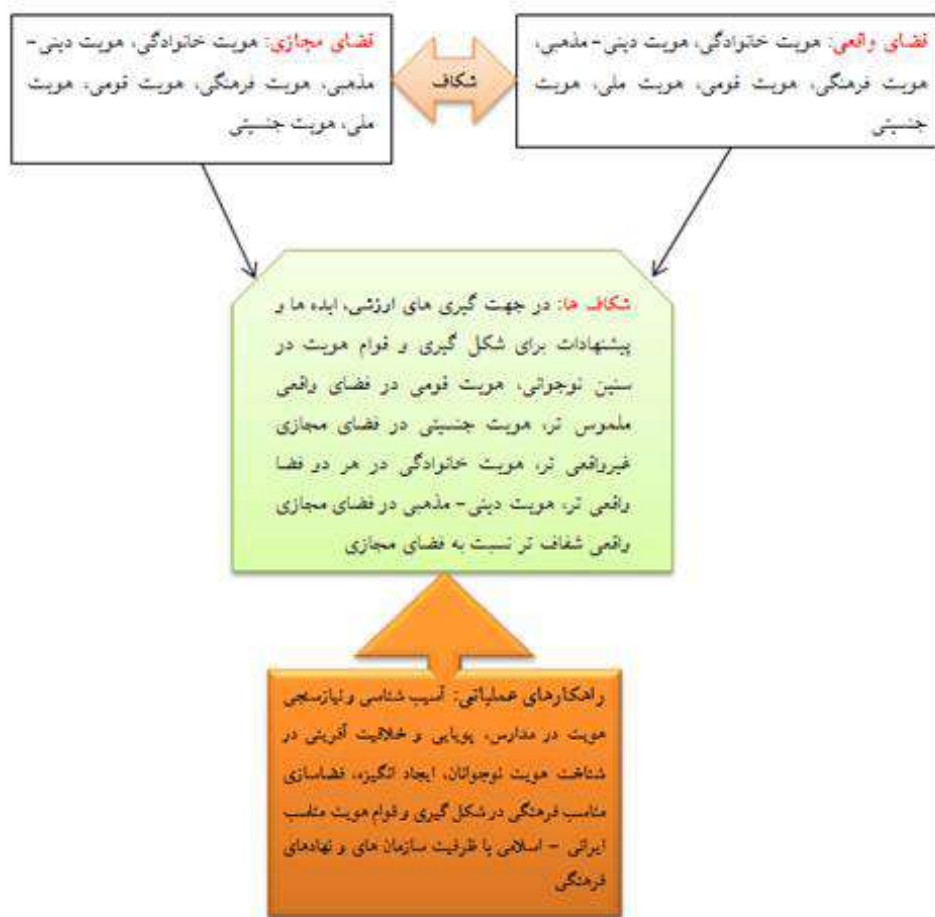 فضای واقعی: هویت خانوادگی، هویت دینی- مذهبی،
هویت فرهنگی، هویت قومی، هویت ملی، هویت
جنسیتی
شکاف
فضای مجازی: هویت خانوادگی، هویت دینی-
مذهبی، هویت فرهنگی، هویت قومی، هویت
ملی، هویت جنسیتی
شکاف ها: در جهت گیری های ارزشی، ایده ها و
پیشنهادات برای شکل گیری و قوام هویت در
سنین نوجوانی، هویت قومی در فضای واقعی
ملموس تر، هویت جنسیتی در فضای مجازی
غیرواقعی تر، هویت خانوادگی در هر دو فضا
واقعی تر، هویت دینی- مذهبی در فضای مجازی
واقعی شفاف تر نسبت به فضای مجازی
راهکارهای عملیاتی: آسیب شناسی و نیازسنجی
هویت در مدارس، پویایی و خلاقیت آفرینی در
شناخت هویت نوجوانان، ایجاد انگیزه، فضاسازی
مناسب فرهنگی در شکل گیری و قوام هویت مناسب
ایرانی - اسلامی با ظرفیت سازمان های و نهادهای
فرهنگی